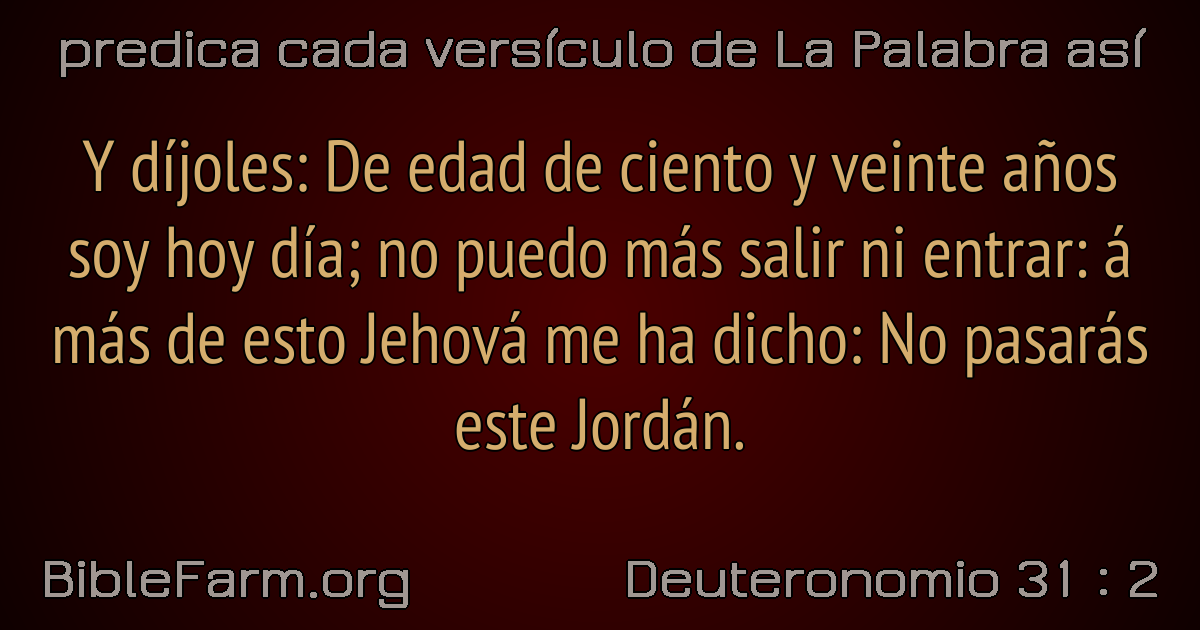 predica cada versículo de La Palabra así
Y díjoles: De edad de ciento y veinte años
soy hoy día; no puedo más salir ni entrar: á
más de esto Jehová me ha dicho: No pasarás
este Jordán.
BibleFarm.org
Deuteronomio 31 : 2